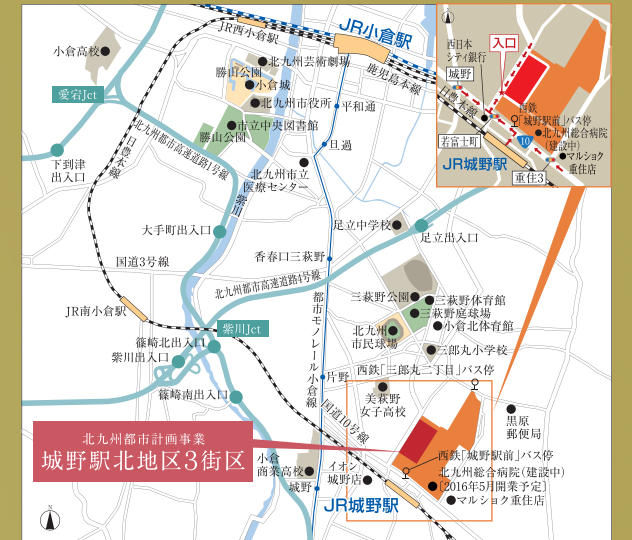 JR小倉駅
JR西小倉駅
小倉高校
北九州芸術劇場
勝山公園
小倉城
鹿児島本線
愛宕Jct
北九州市役所
平和通
市立中央図書館
勝山公園
北九州都市高速道路1号線
日豊本線
旦過
下到津
出入口
北九州市立
医療センター
紫川
大手町出入口
足立中学校
足立出入口
香春口三萩野
国道3号線
北九州都市高速道路4号線
三萩野公園
三萩野体育館
三萩野庭球場
小倉北体育館
JR南小倉駅
都市モノレール小倉線
紫川Jct
北九州
市民球場
篠崎北出入口
紫川出入口
三郎丸小学校
西鉄「三郎丸二丁目」バス停
片野
篠崎南出入口
美萩野
女子高校
国道10号線
黒原
郵便局
北九州都市計画事業
城野駅北地区3街区
小倉
商業高校
イオン
城野店
城野
JR城野駅
西鉄「城野駅前」バス停
北九州総合病院(建設中)
[2016年5月開業予定]
マルショク重住店
N
西日本
シティ銀行
入口
城野
日豊本線
西鉄
「城野駅前」バス停
北九州総合病院
(建設中)
若富士町
10
マルショク
重住店
JR城野駅
重住3